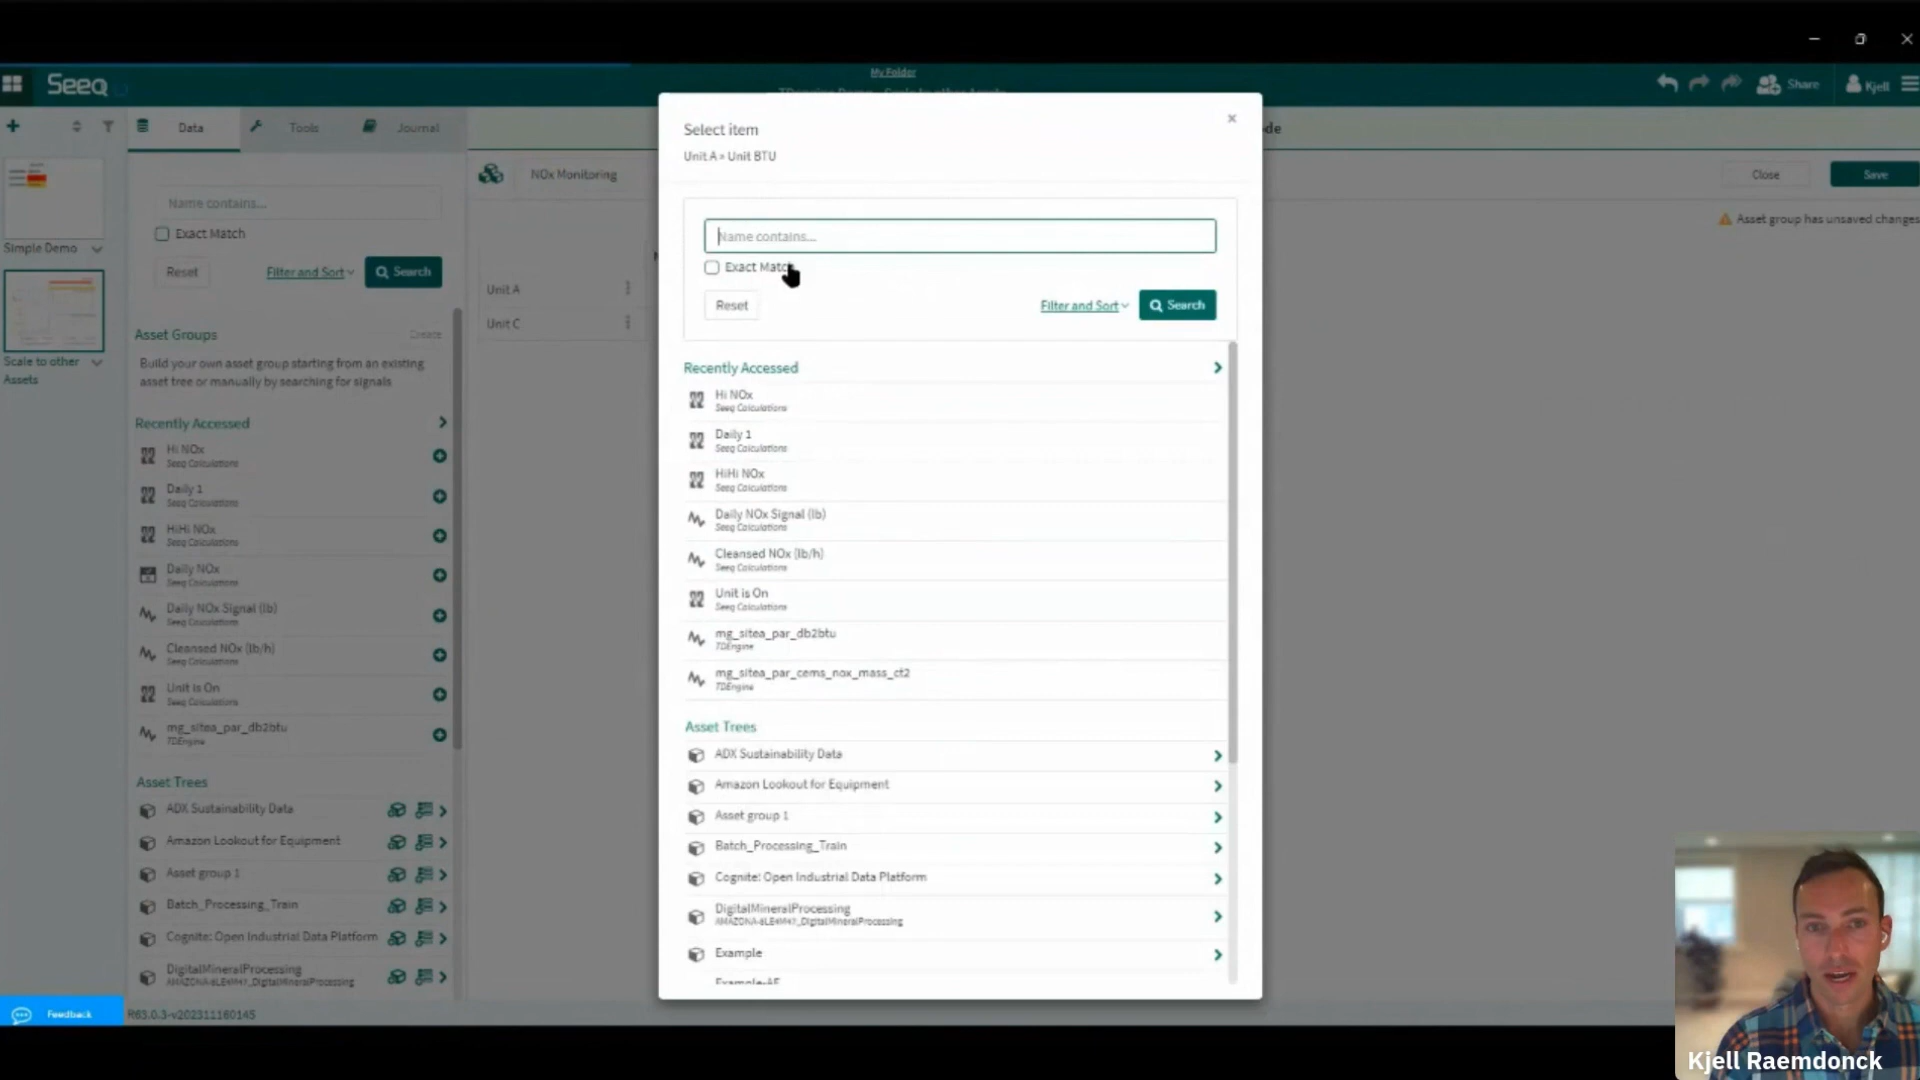 Seeq
My Folder
Share
Kjell
Data
Tools
Journal
de
Simple Demo
Scale to other
Assets
Name contains...
Exact Match
Reset
Filter and Sort
Search
Asset Groups
Create
Build your own asset group starting from an existing
asset tree or manually by searching for signals
Recently Accessed
Hi NOx
Seeq Calculations
Daily 1
Seeq Calculations
HiHi NOx
Seeq Calculations
Daily NOx
Seeq Calculations
Daily NOx Signal (lb)
Seeq Calculations
Cleansed NOx (lb/h)
Seeq Calculations
Unit is On
Seeq Calculations
mg_sitea_par_db2btu
TDEngine
Asset Trees
ADX Sustainability Data
Amazon Lookout for Equipment
Asset group 1
Batch_Processing_Train
Cognite: Open Industrial Data Platform
DigitalMineralProcessing
Feedback
R63.0.3-v202311160145
NOx Monitoring
Unit A
Unit C
Close
Save
Asset group has unsaved changes
Select item
Unit A » Unit BTU
Name contains...
Exact Match
Reset
Filter and Sort
Search
Recently Accessed
Hi NOx
Seeq Calculations
Daily 1
Seeq Calculations
HiHi NOx
Seeq Calculations
Daily NOx Signal (lb)
Seeq Calculations
Cleansed NOx (lb/h)
Seeq Calculations
Unit is On
Seeq Calculations
mg_sitea_par_db2btu
TDEngine
mg_sitea_par_cems_nox_mass_ct2
TDEngine
Asset Trees
ADX Sustainability Data
Amazon Lookout for Equipment
Asset group 1
Batch_Processing_Train
Cognite: Open Industrial Data Platform
DigitalMineralProcessing
Example
Example-AF
Kjell Raemdonck